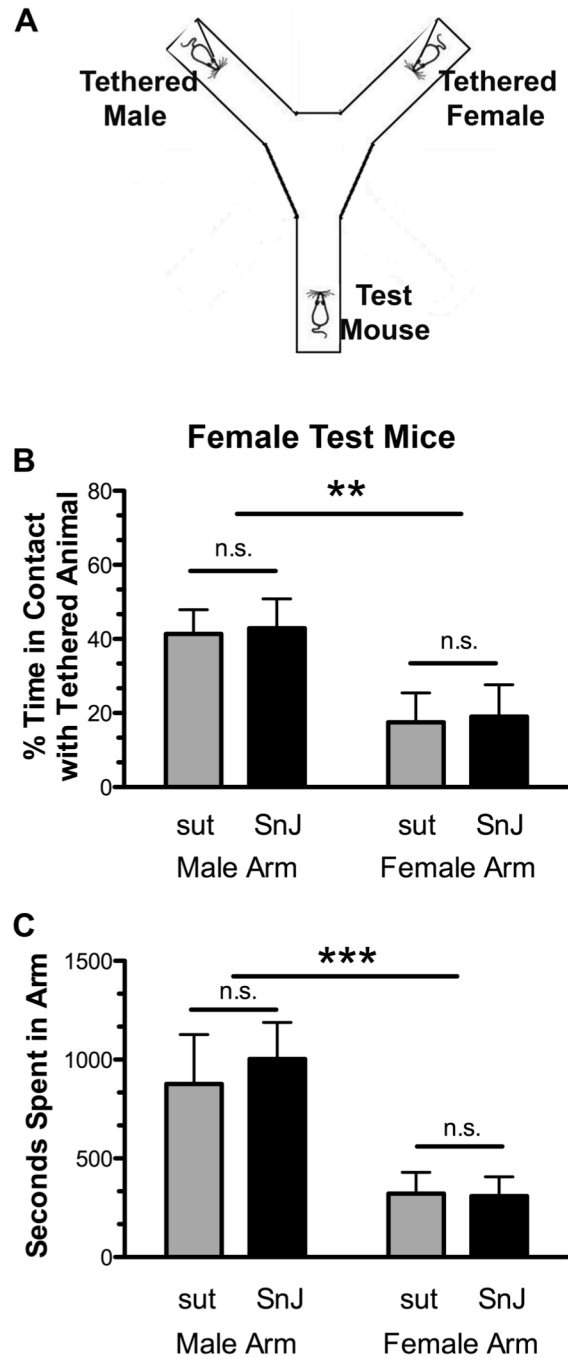 A
Tethered
Male
Tethered
Female
Test
Mouse
Female Test Mice
B
% Time in Contact
with Tethered Animal
80
60
40
20
0
**
n.s.
n.s.
sut SnJ sut SnJ
Male Arm Female Arm
C
Seconds Spent in Arm
1500
1000
500
0
***
n.s.
n.s.
sut SnJ sut SnJ
Male Arm Female Arm